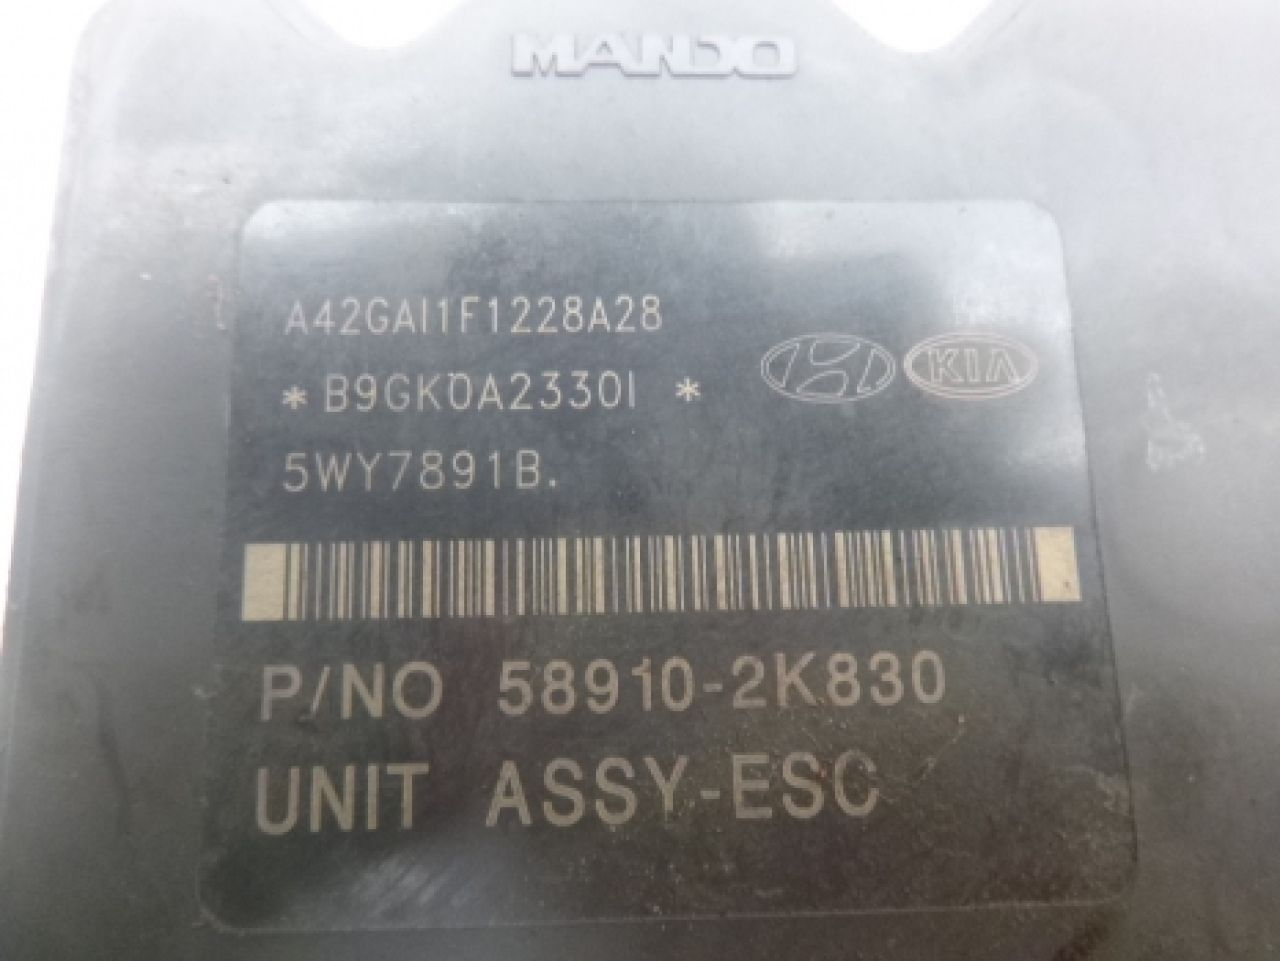 MANDO
A42GAI1F1228A28
*B9GK0A2330I *
KIA
5WY7891B.
P/NO 58910-2K830
UNIT ASSY-ESC